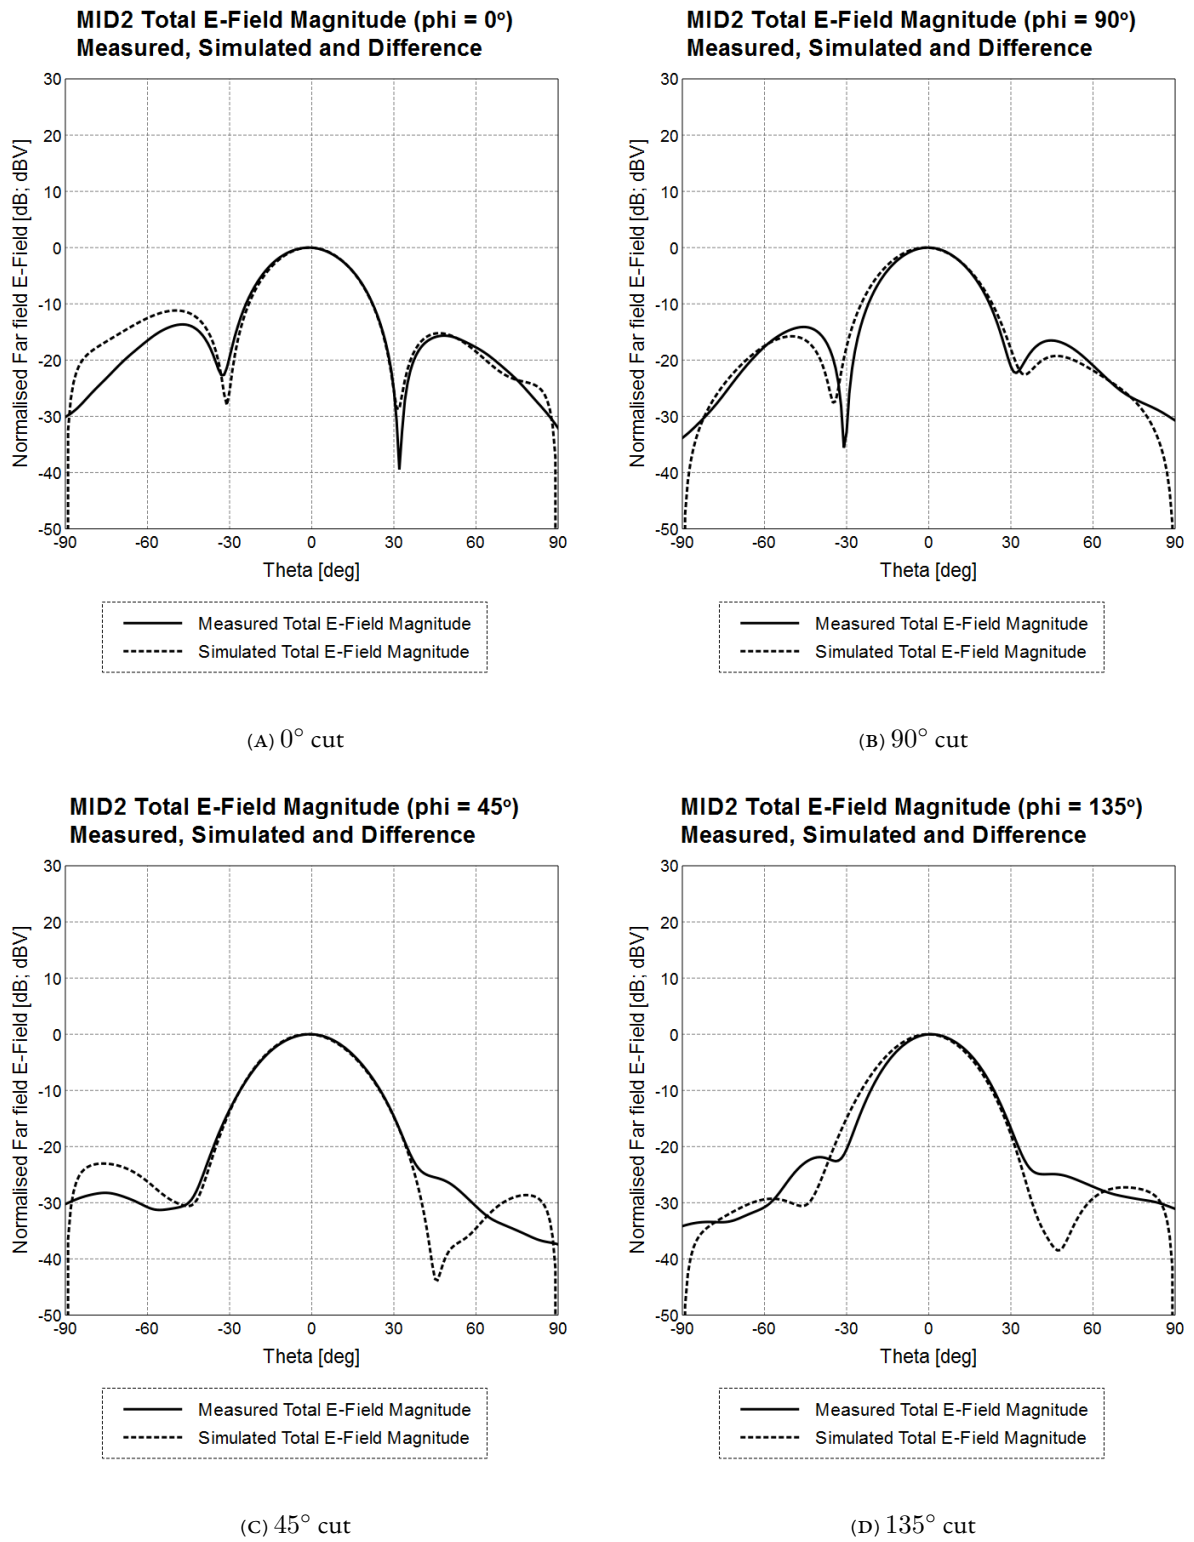 MID2 Total E-Field Magnitude (phi = 0º)
Measured, Simulated and Difference
Normalised Far field E-Field [dB; dBV]
30
20
10
0
-10
-20
-30
-40
-50
-90 -60 -30 0 30 60 90
Theta [deg]
Measured Total E-Field Magnitude
Simulated Total E-Field Magnitude
(A) 0° cut
MID2 Total E-Field Magnitude (phi = 90º)
Measured, Simulated and Difference
Normalised Far field E-Field [dB; dBV]
30
20
10
0
-10
-20
-30
-40
-50
-90 -60 -30 0 30 60 90
Theta [deg]
Measured Total E-Field Magnitude
Simulated Total E-Field Magnitude
(B) 90° cut
MID2 Total E-Field Magnitude (phi = 45º)
Measured, Simulated and Difference
Normalised Far field E-Field [dB; dBV]
30
20
10
0
-10
-20
-30
-40
-50
-90 -60 -30 0 30 60 90
Theta [deg]
Measured Total E-Field Magnitude
Simulated Total E-Field Magnitude
(C) 45° cut
MID2 Total E-Field Magnitude (phi = 135º)
Measured, Simulated and Difference
Normalised Far field E-Field [dB; dBV]
30
20
10
0
-10
-20
-30
-40
-50
-90 -60 -30 0 30 60 90
Theta [deg]
Measured Total E-Field Magnitude
Simulated Total E-Field Magnitude
(D) 135° cut